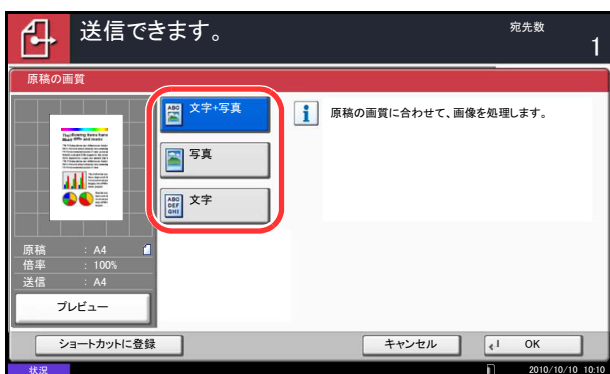 送信できます。
宛先数
1
原稿の画質
文字+写真
写真
文字
原稿の画質に合わせて、画像を処理します。
原稿 : A4
倍率 : 100%
送信 : A4
プレビュー
ショートカットに登録
キャンセル
OK
状況
2010/10/10 10:10